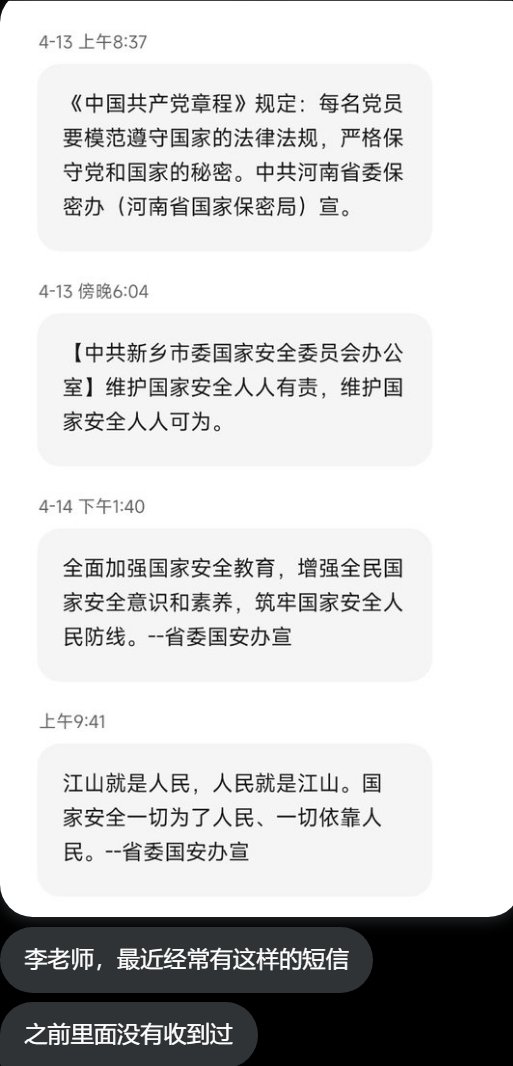 4-13 上午8:37
《中国共产党章程》规定：每名党员
要模范遵守国家的法律法规，严格保
守党和国家的秘密。中共河南省委保
密办（河南省国家保密局）宣。
4-13 傍晚6:04
【中共新乡市委国家安全委员会办公
室】维护国家安全人人有责，维护国
家安全人人可为。
4-14 下午1:40
全面加强国家安全教育，增强全民国
家安全意识和素养，筑牢国家安全人
民防线。--省委国安办宣
上午9:41
江山就是人民，人民就是江山。国
家安全一切为了人民、一切依靠人
民。--省委国安办宣
李老师，最近经常有这样的短信
之前里面没有收到过